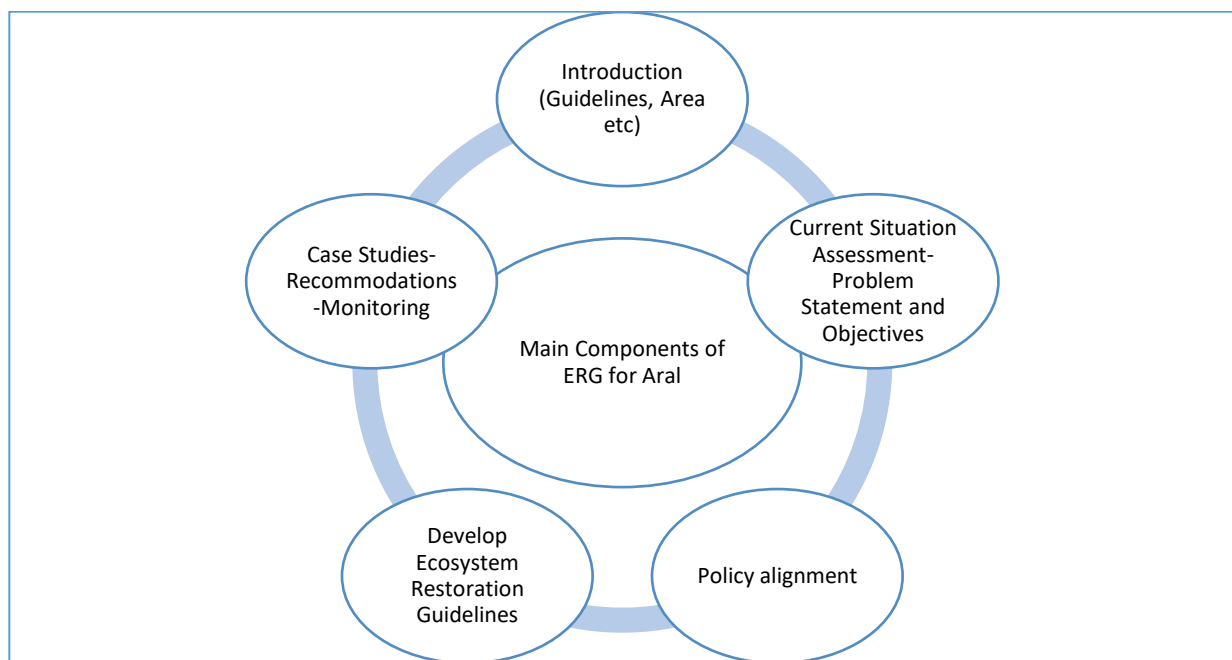 Introduction
(Guidelines, Area
etc)
Current Situation
Assessment-
Problem
Statement and
Objectives
Case Studies-
Recommodations
-Monitoring
Main Components of
ERG for Aral
Develop
Ecosystem
Restoration
Guidelines
Policy alignment